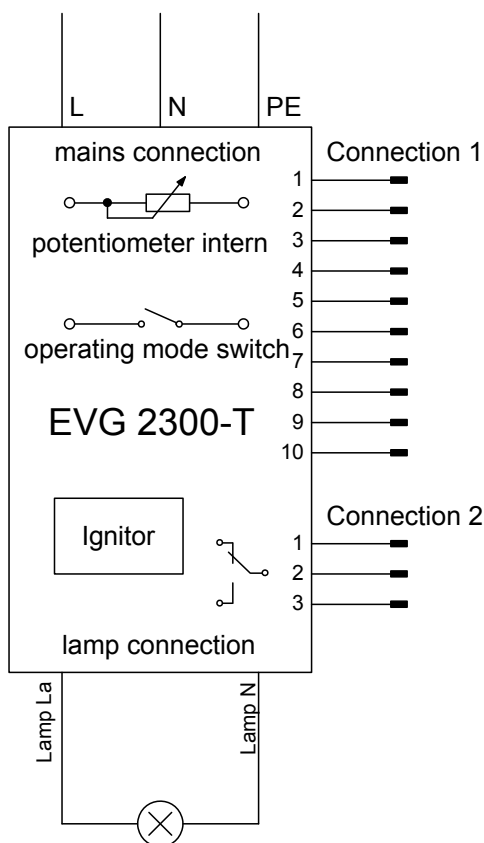 L N PE
mains connection
Connection 1
1
2
potentiometer intern
3
4
5
6
operating mode switch
7
8
EVG 2300-T
9
10
Connection 2
Ignitor
1
2
3
lamp connection
Lamp La
Lamp N